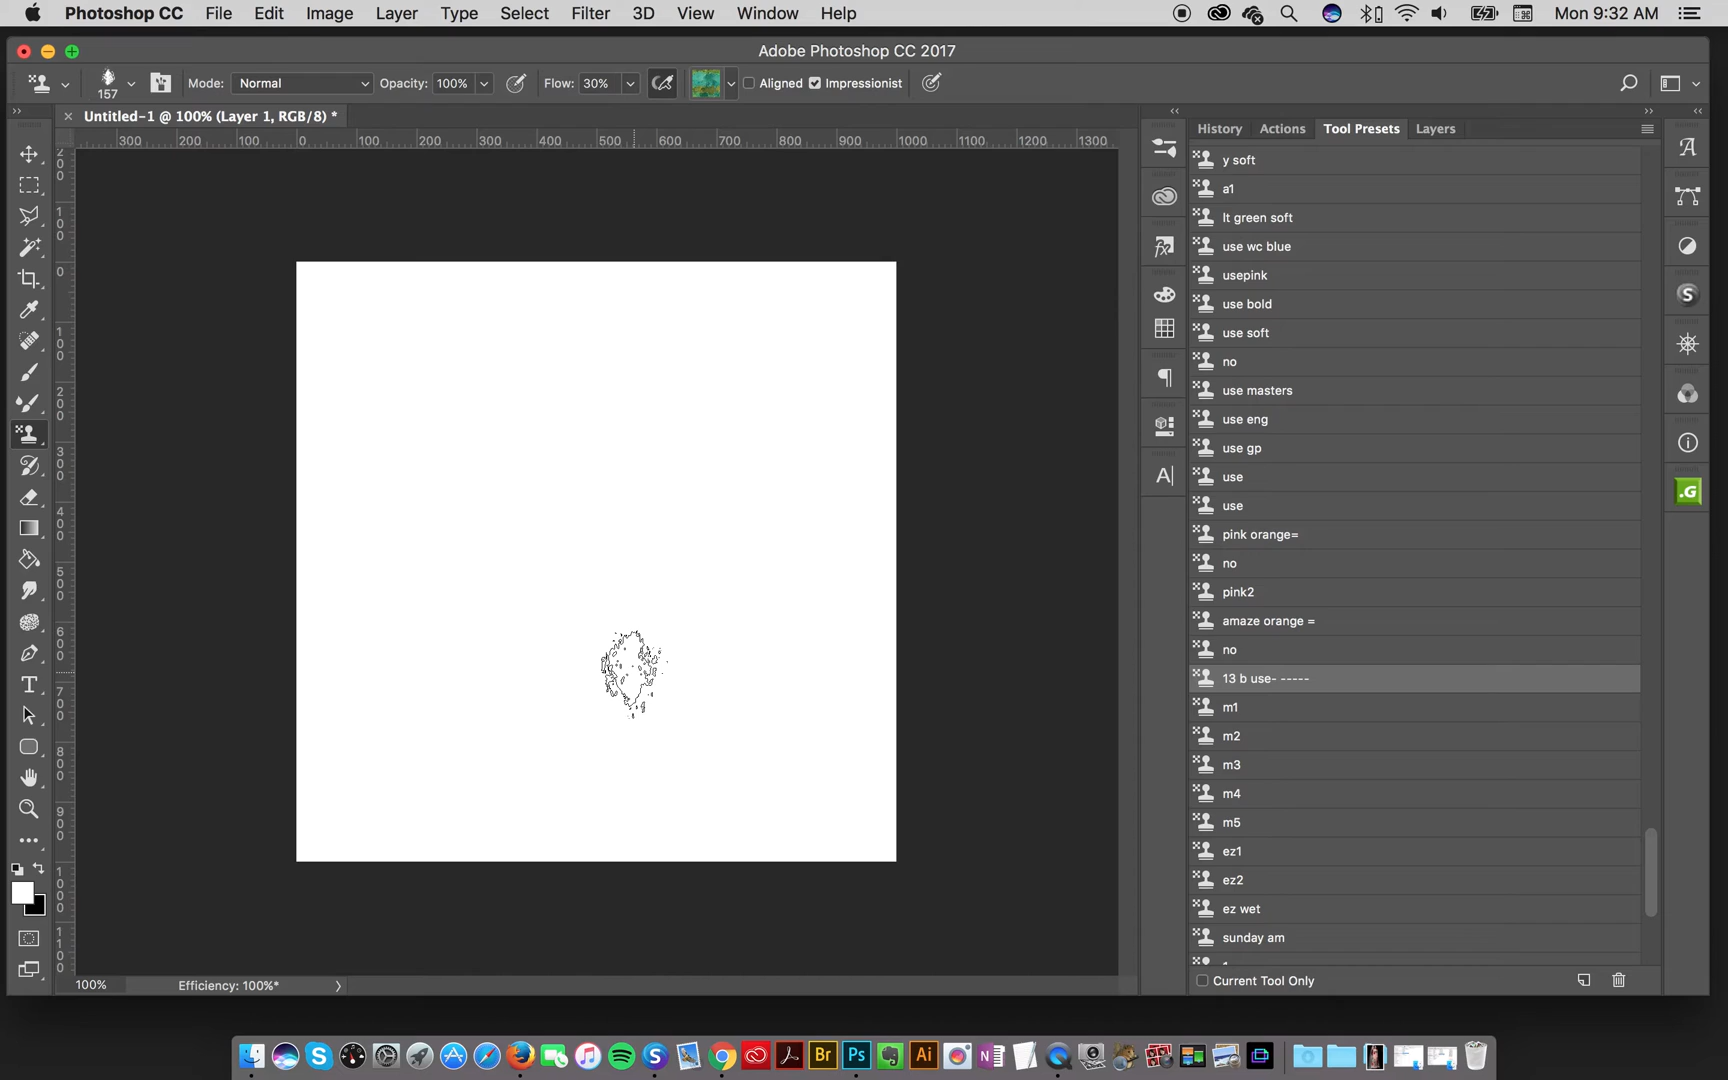 Photoshop CC File Edit Image Layer Type Select Filter 3D View Window Help Mon 9:32 AM
Adobe Photoshop CC 2017
157 Mode: Normal Opacity: 100% Flow: 30% Aligned Impressionist
Untitled-1 @ 100% (Layer 1, RGB/8) *
History Actions Tool Presets Layers
300 200 100 0 100 200 300 400 500 600 700 800 900 1000 1100 1200 1300
200
100
0
100
200
300
400
500
600
700
800
900
1000
1100
y soft
a1
lt green soft
use wc blue
usepink
use bold
use soft
no
use masters
use eng
use gp
use
use
pink orange=
no
pink2
amaze orange =
no
13 b use- -----
m1
m2
m3
m4
m5
ez1
ez2
ez wet
sunday am
Current Tool Only
100% Efficiency: 100%*